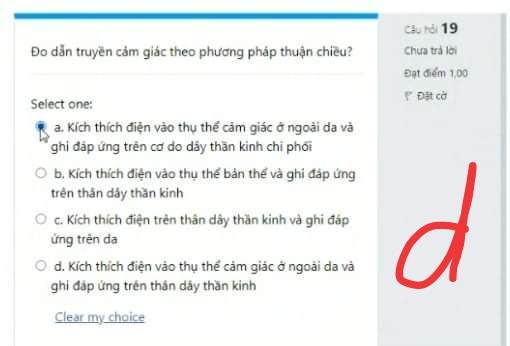 Câu hỏi 19
Chưa trả lời
Đạt điểm 1,00
Đặt cờ
Đo dẫn truyền cảm giác theo phương pháp thuận chiều?
Select one:
a. Kích thích điện vào thụ thể cảm giác ở ngoài da và
ghi đáp ứng trên cơ do dây thần kinh chi phối
b. Kích thích điện vào thụ thể bản thể và ghi đáp ứng
trên thân dây thần kinh
c. Kích thích điện trên thân dây thần kinh và ghi đáp
ứng trên da
d. Kích thích điện vào thụ thể cảm giác ở ngoài da và
ghi đáp ứng trên thân dây thần kinh
Clear my choice
d